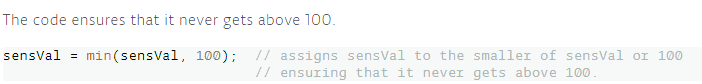 The code ensures that it never gets above 100.
sensVal = min(sensVal, 100);  // assigns sensVal to the smaller of sensVal or 100
// ensuring that it never gets above 100.